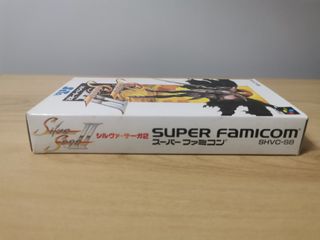 Silva Saga II
シルヴァ・サーガ2
SUPER FAMICOM
スーパーファミコン
SHVC-SB